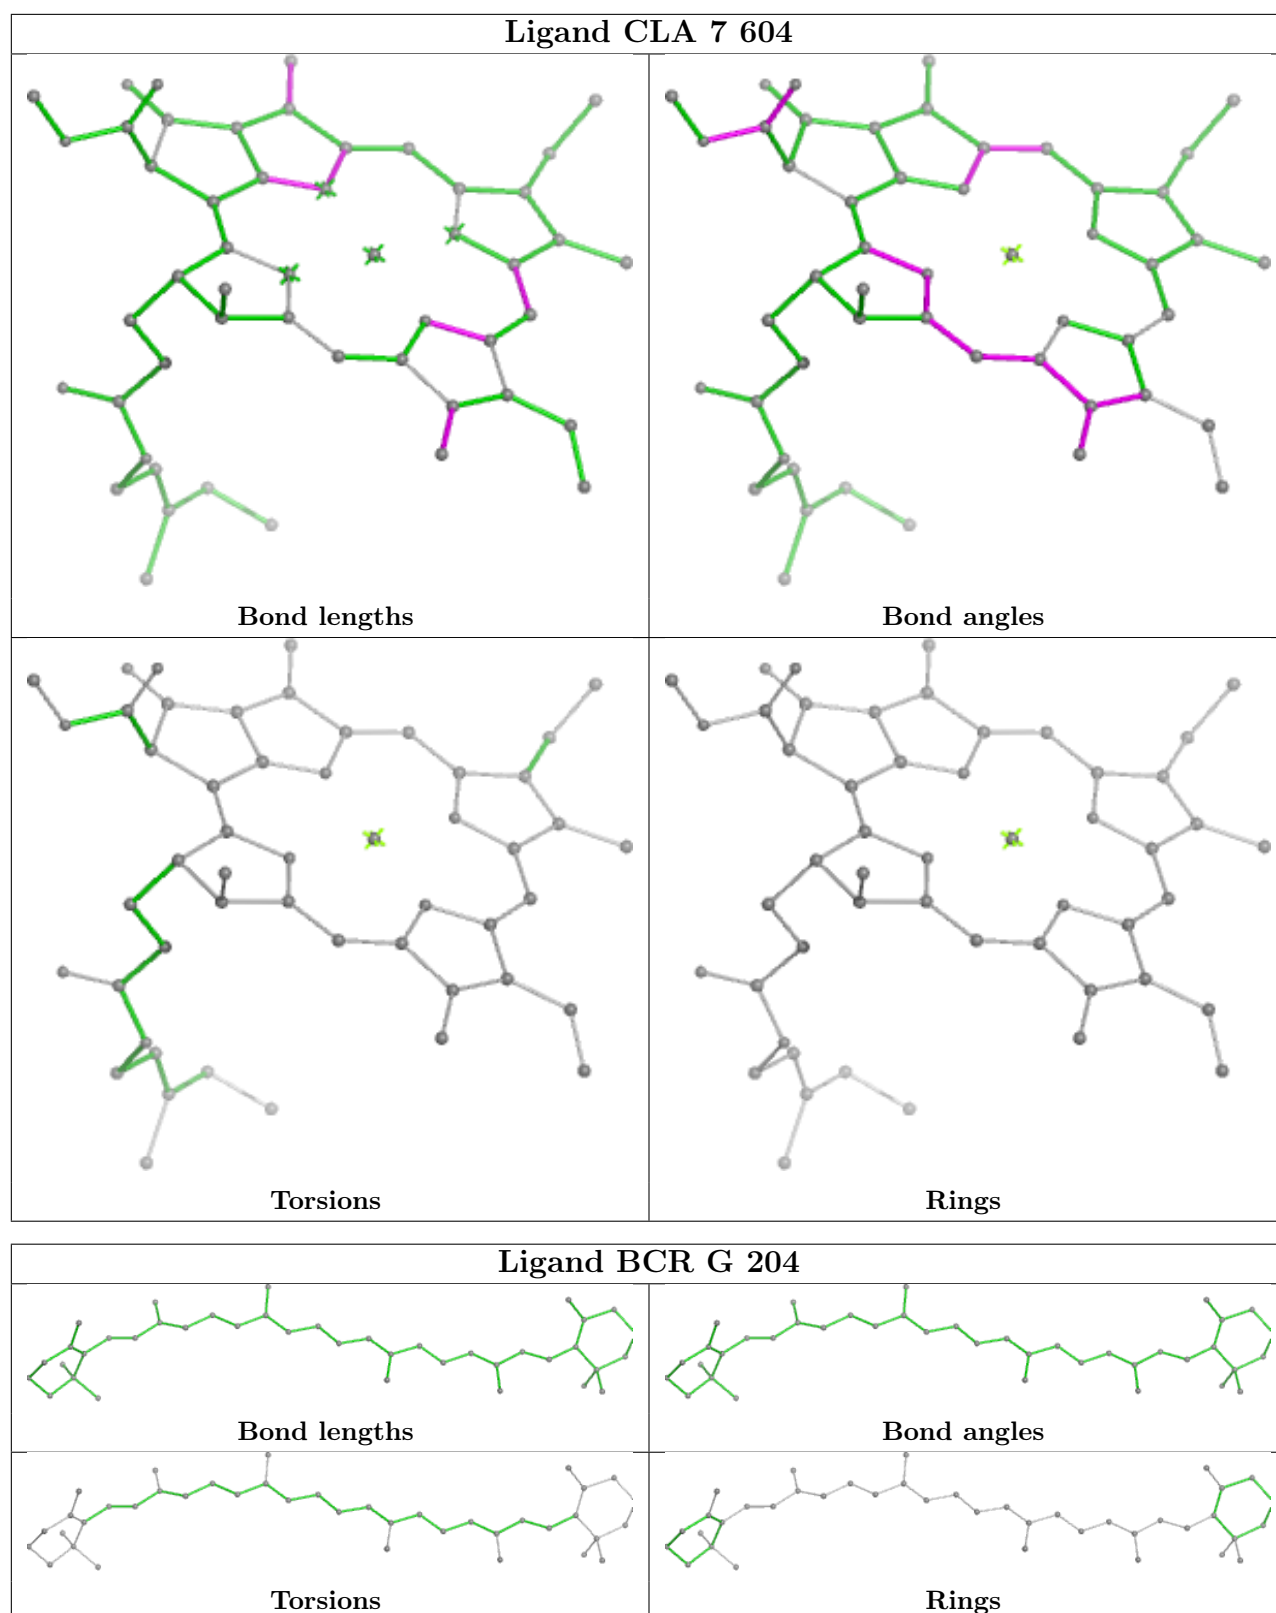 Ligand CLA 7 604
Bond lengths
Bond angles
Torsions
Rings
Ligand BCR G 204
Bond lengths
Bond angles
Torsions
Rings